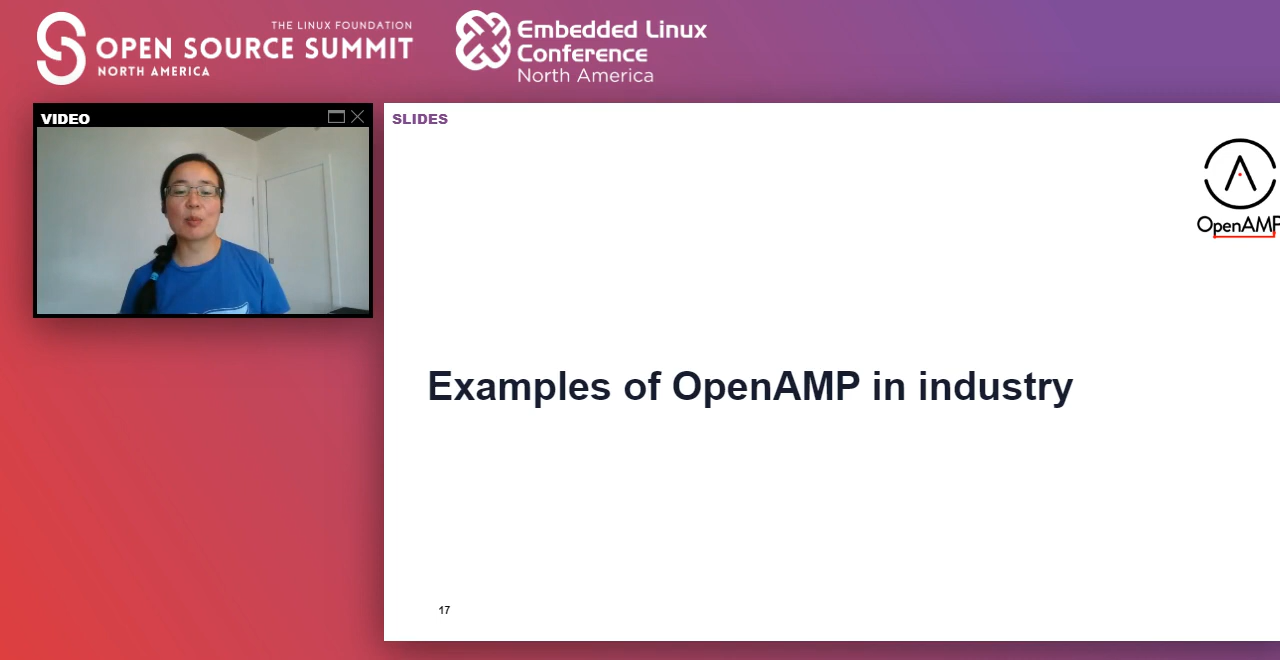 THE LINUX FOUNDATION
OPEN SOURCE SUMMIT
NORTH AMERICA
Embedded Linux
Conference
North America
VIDEO
SLIDES
OpenAMP
Examples of OpenAMP in industry
17